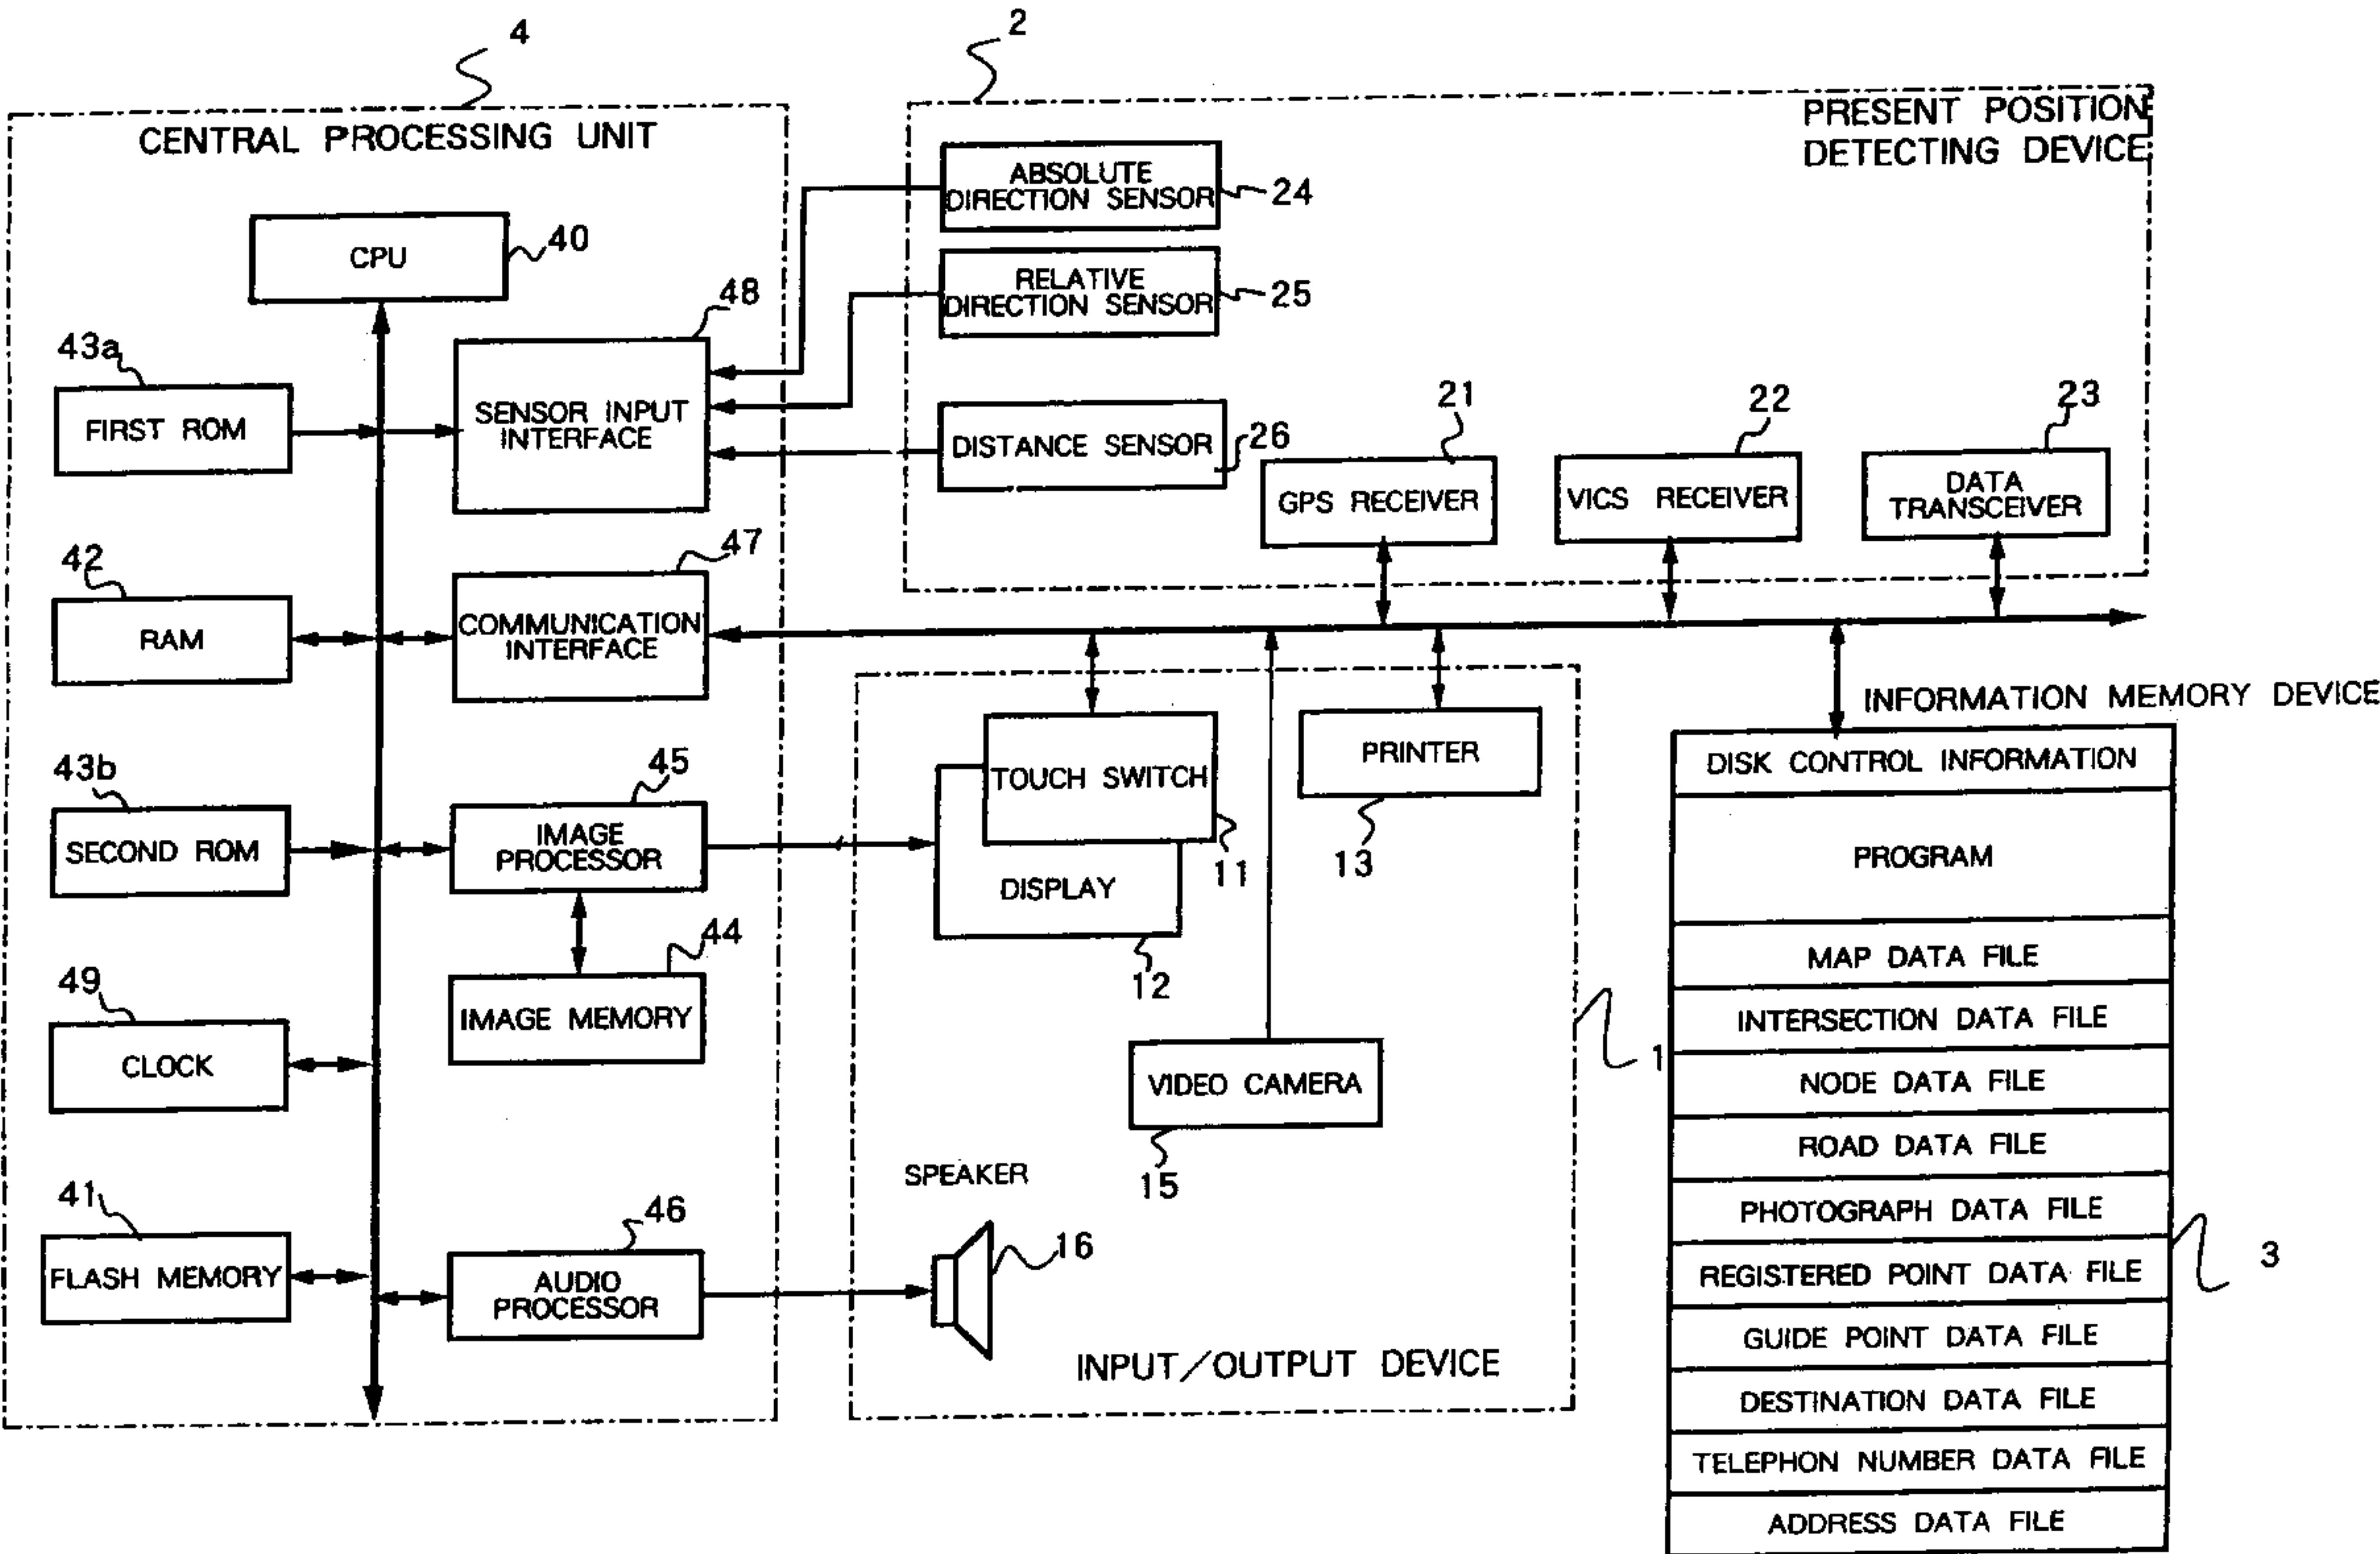 4
CENTRAL PROCESSING UNIT
CPU
40
43a
FIRST ROM
48
SENSOR INPUT
INTERFACE
42
RAM
47
COMMUNICATION
INTERFACE
43b
SECOND ROM
45
IMAGE
PROCESSOR
44
IMAGE MEMORY
49
CLOCK
41
FLASH MEMORY
46
AUDIO
PROCESSOR
2
PRESENT POSITION
DETECTING DEVICE
ABSOLUTE
DIRECTION SENSOR
24
RELATIVE
DIRECTION SENSOR
25
DISTANCE SENSOR
26
21
GPS RECEIVER
22
VICS RECEIVER
23
DATA
TRANSCEIVER
TOUCH SWITCH
11
DISPLAY
12
PRINTER
13
VIDEO CAMERA
15
SPEAKER
16
INPUT/OUTPUT DEVICE
1
INFORMATION MEMORY DEVICE
DISK CONTROL INFORMATION
PROGRAM
MAP DATA FILE
INTERSECTION DATA FILE
NODE DATA FILE
ROAD DATA FILE
PHOTOGRAPH DATA FILE
REGISTERED POINT DATA FILE
GUIDE POINT DATA FILE
DESTINATION DATA FILE
TELEPHON NUMBER DATA FILE
ADDRESS DATA FILE
3